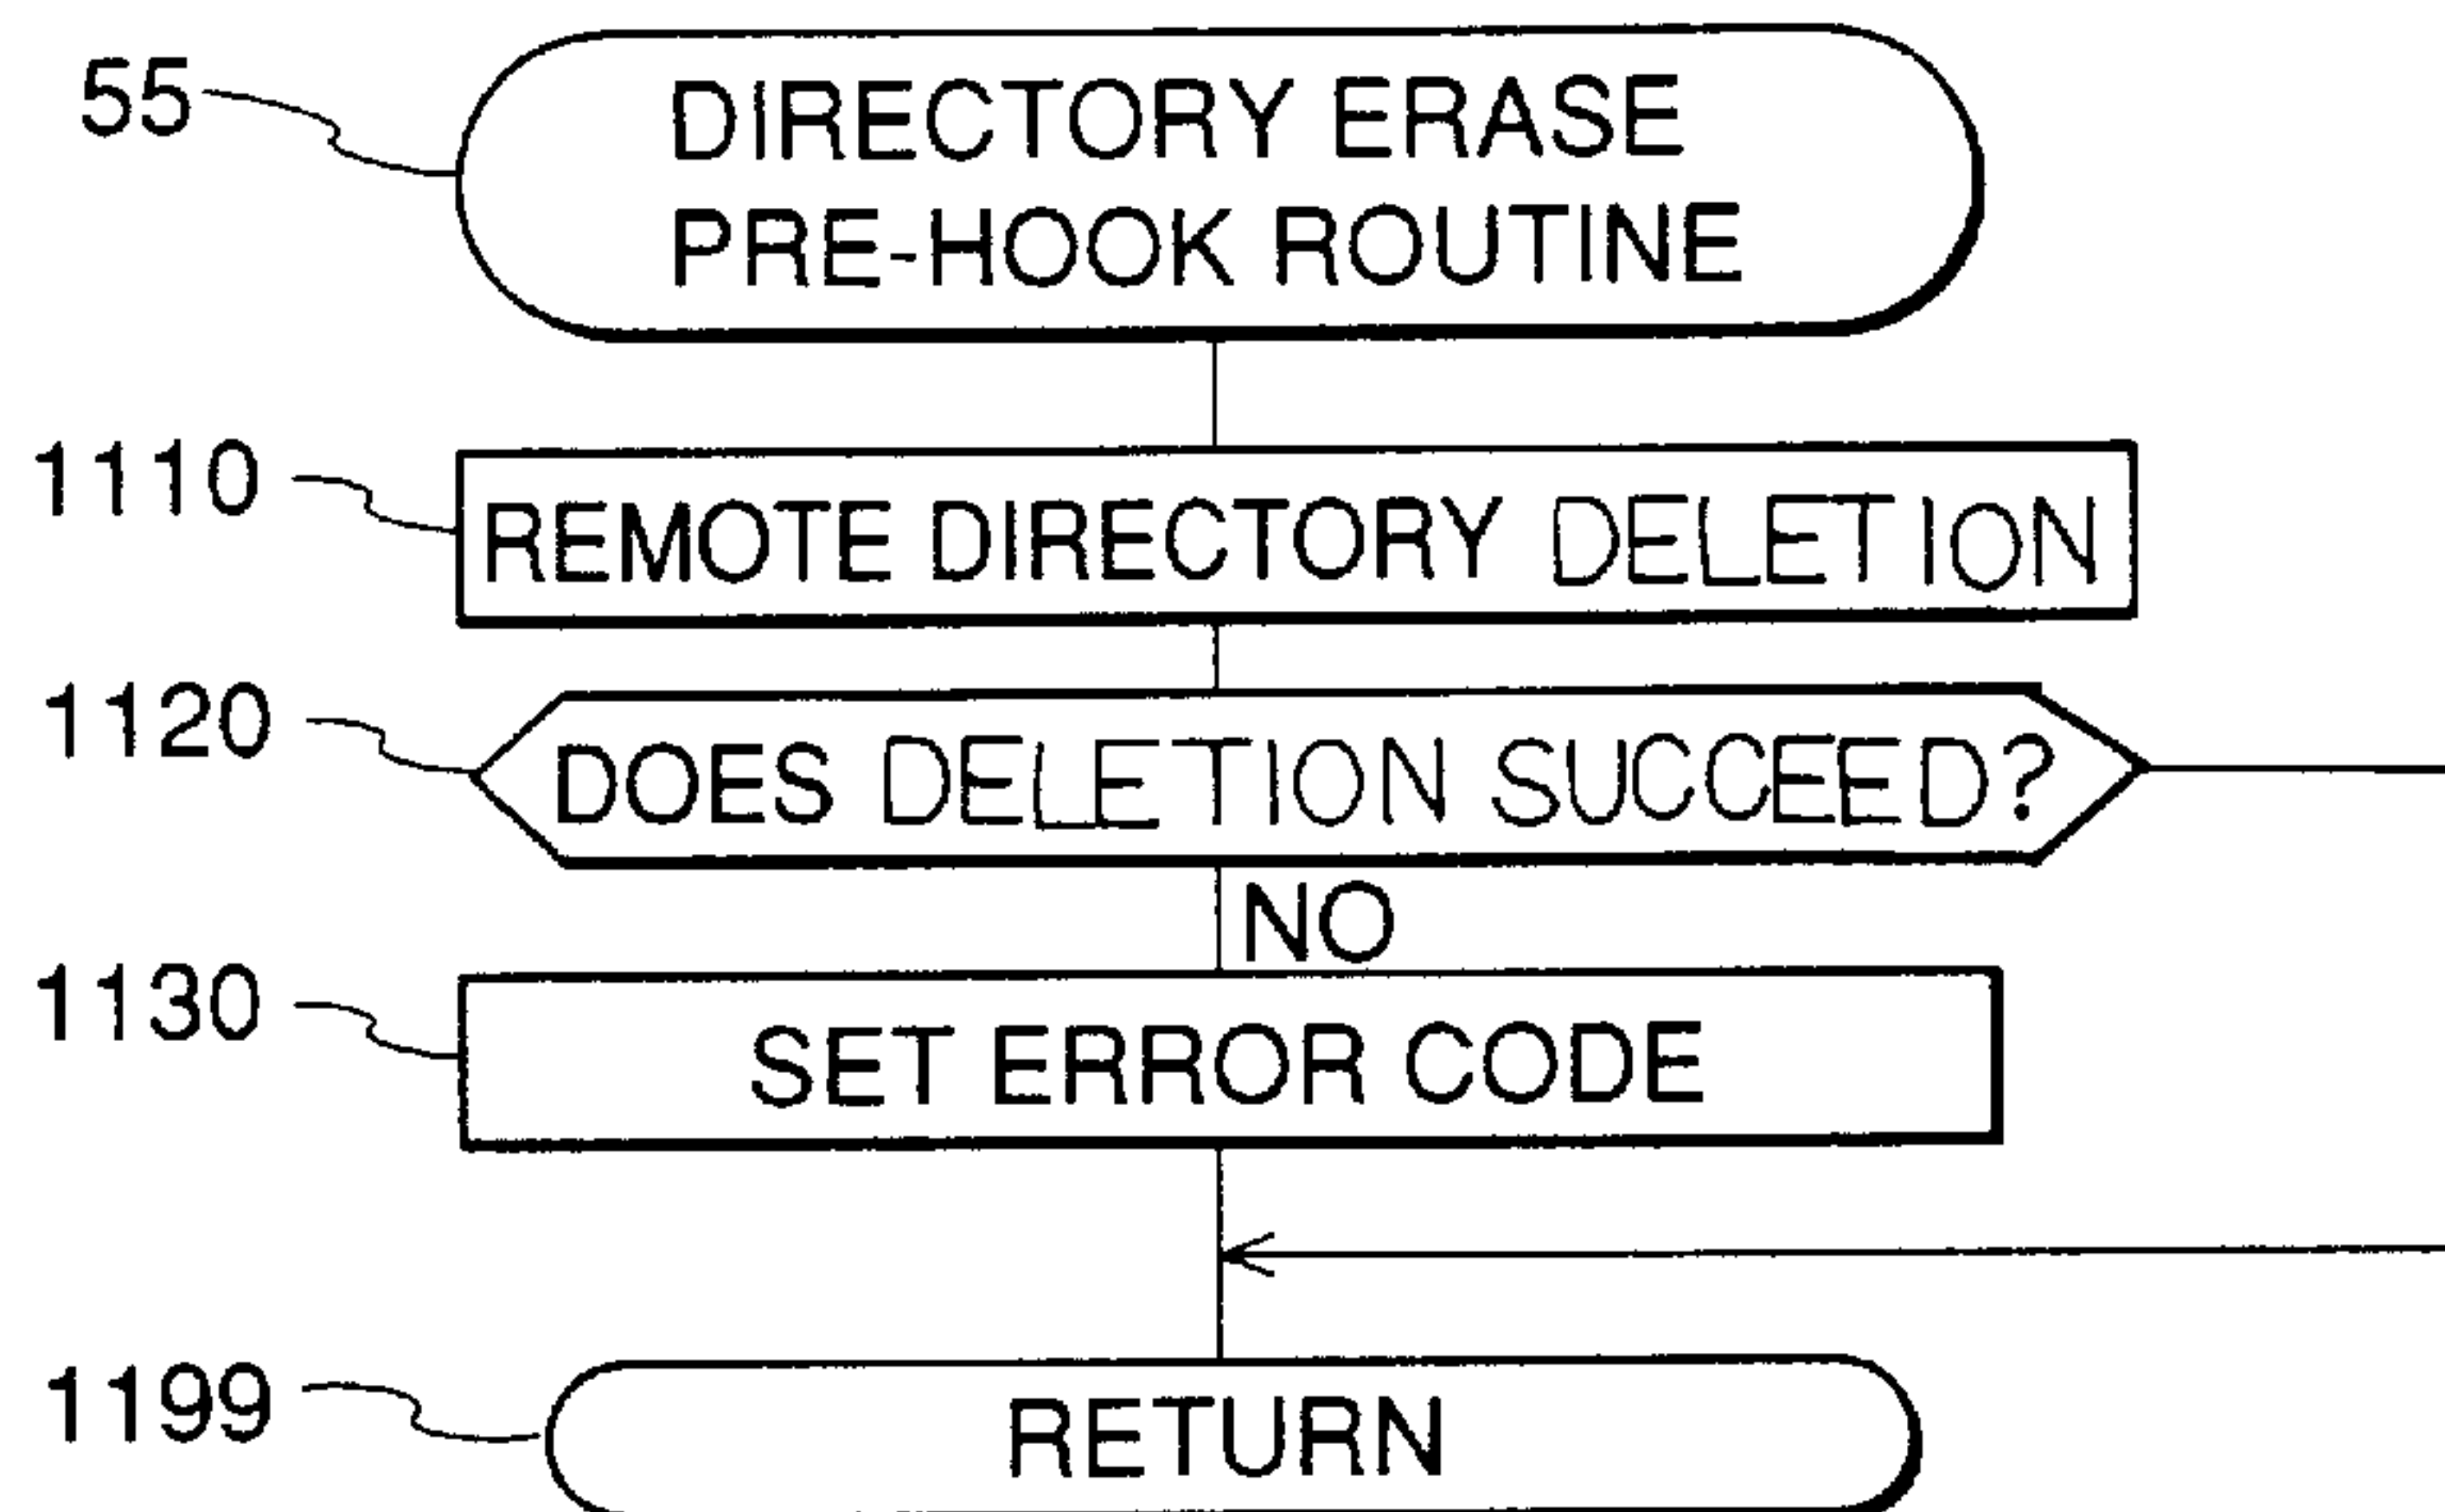 55
DIRECTORY ERASE
PRE-HOOK ROUTINE
1110
REMOTE DIRECTORY DELETION
1120
DOES DELETION SUCCEED?
NO
1130
SET ERROR CODE
1199
RETURN